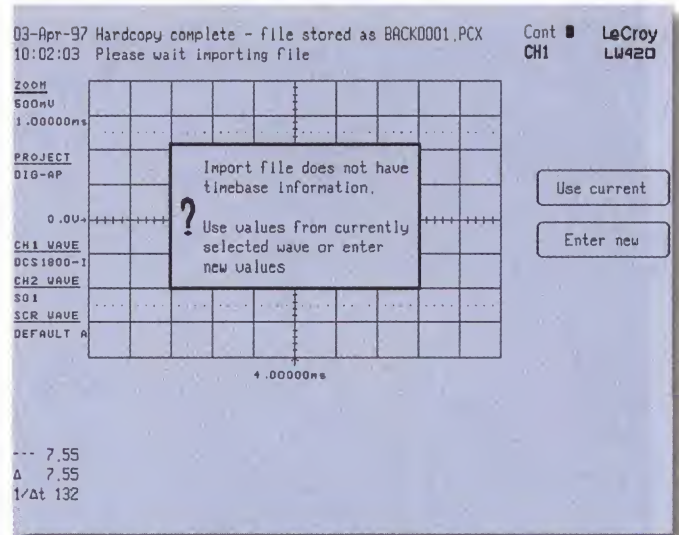 03-Apr-97 Hardcopy complete - file stored as BACK0001.PCX
10:02:03 Please wait importing file
Cont
CH1
LeCroy
LW420
ZOOM
500mV
1.00000ms
PROJECT
DIG-AP
0.0V
CH1 WAVE
DCS1800-I
CH2 WAVE
S01
SCR WAVE
DEFAULT A
Import file does not have
timebase information.
?
Use values from currently
selected wave or enter
new values
Use current
Enter new
4.00000ms
--- 7.55
Δ 7.55
1/Δt 132